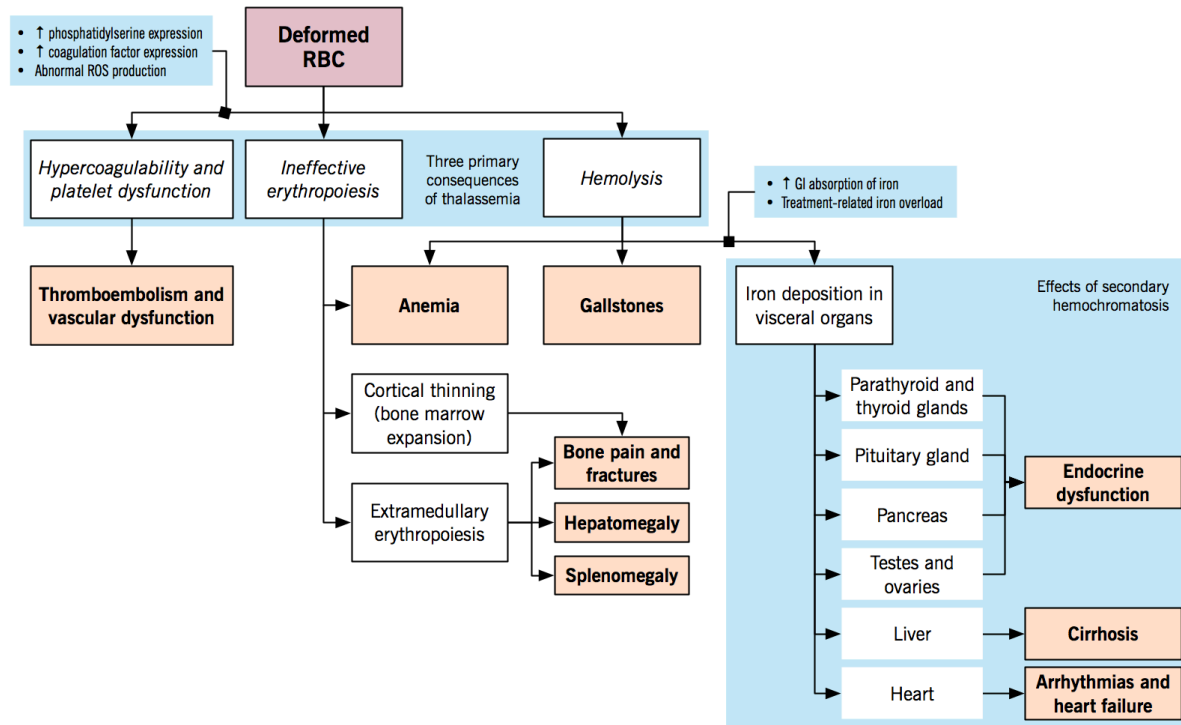 • ↑ phosphatidylserine expression
• ↑ coagulation factor expression
• Abnormal ROS production
Deformed
RBC
Hypercoagulability and
platelet dysfunction
Ineffective
erythropoiesis
Three primary
consequences
of thalassemia
Hemolysis
• ↑ GI absorption of iron
• Treatment-related iron overload
Thromboembolism and
vascular dysfunction
Anemia
Gallstones
Iron deposition in
visceral organs
Effects of secondary
hemochromatosis
Cortical thinning
(bone marrow
expansion)
Bone pain and
fractures
Extramedullary
erythropoiesis
Hepatomegaly
Splenomegaly
Parathyroid and
thyroid glands
Pituitary gland
Pancreas
Testes and
ovaries
Endocrine
dysfunction
Liver
Cirrhosis
Heart
Arrhythmias and
heart failure